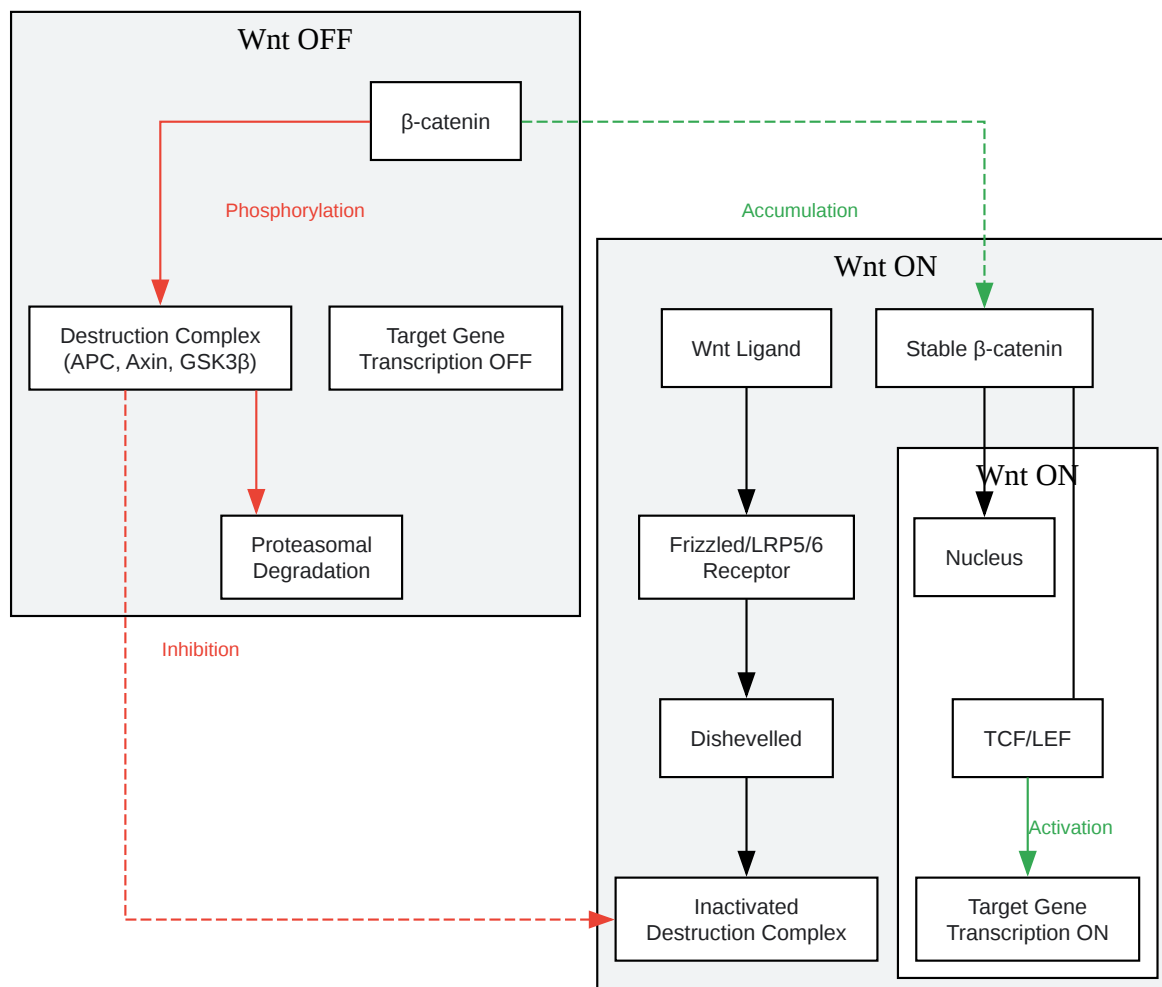 Wnt OFF
β-catenin
Phosphorylation
Accumulation
Wnt ON
Destruction Complex
(APC, Axin, GSK3β)
Target Gene
Transcription OFF
Wnt Ligand
Stable β-catenin
Wnt ON
Proteasomal
Degradation
Frizzled/LRP5/6
Receptor
Nucleus
Inhibition
Dishevelled
TCF/LEF
Activation
Inactivated
Destruction Complex
Target Gene
Transcription ON